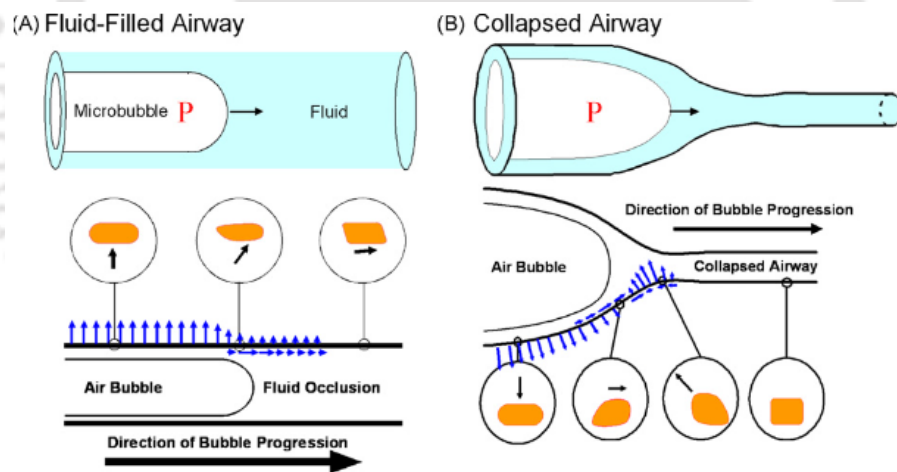 (A) Fluid-Filled Airway
Microbubble P
Fluid
Air Bubble
Fluid Occlusion
Direction of Bubble Progression
(B) Collapsed Airway
P
Direction of Bubble Progression
Air Bubble
Collapsed Airway